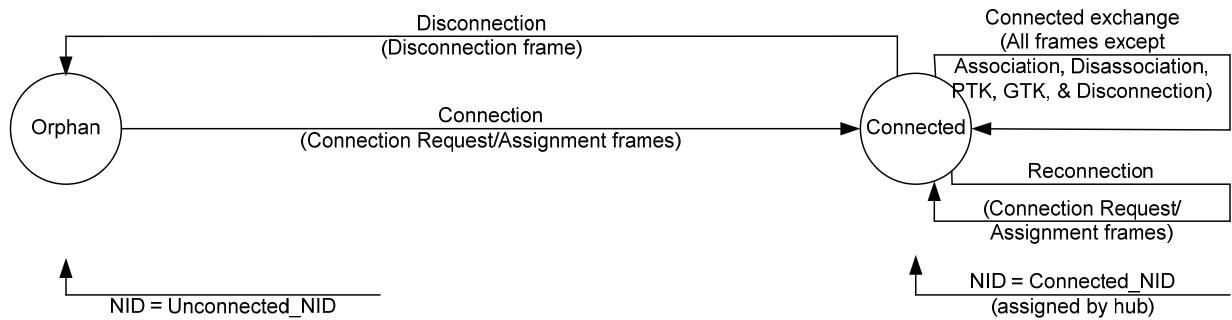 Disconnection
(Disconnection frame)
Connected exchange
(All frames except
Association, Disassociation,
PTK, GTK, & Disconnection)
Orphan
Connection
(Connection Request/Assignment frames)
Connected
Reconnection
(Connection Request/
Assignment frames)
NID = Unconnected_NID
NID = Connected_NID
(assigned by hub)